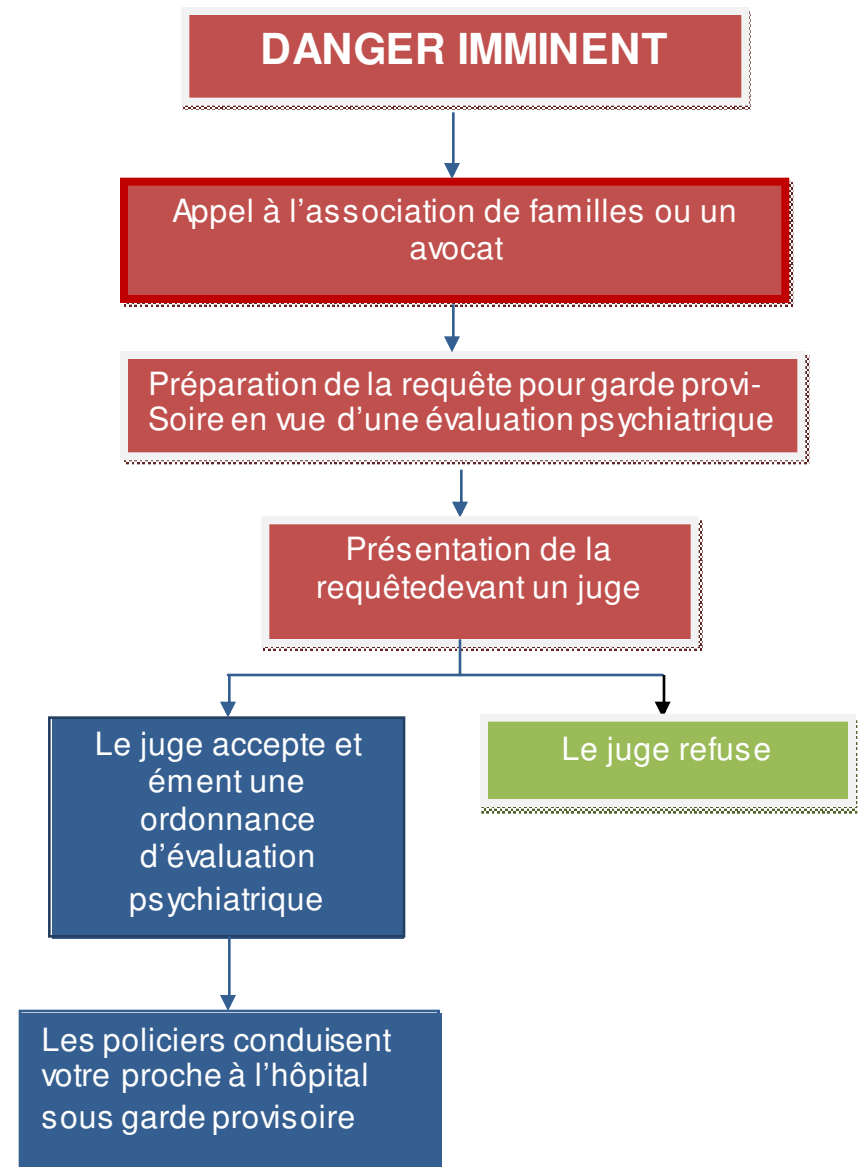 DANGER IMMINENT
Appel à l’association de familles ou un
avocat
Préparation de la requête pour garde provi-
Soire en vue d’une évaluation psychiatrique
Présentation de la
requêtedevant un juge
Le juge accepte et
ément une
ordonnance
d’évaluation
psychiatrique
Le juge refuse
Les policiers conduisent
votre proche à l’hôpital
sous garde provisoire